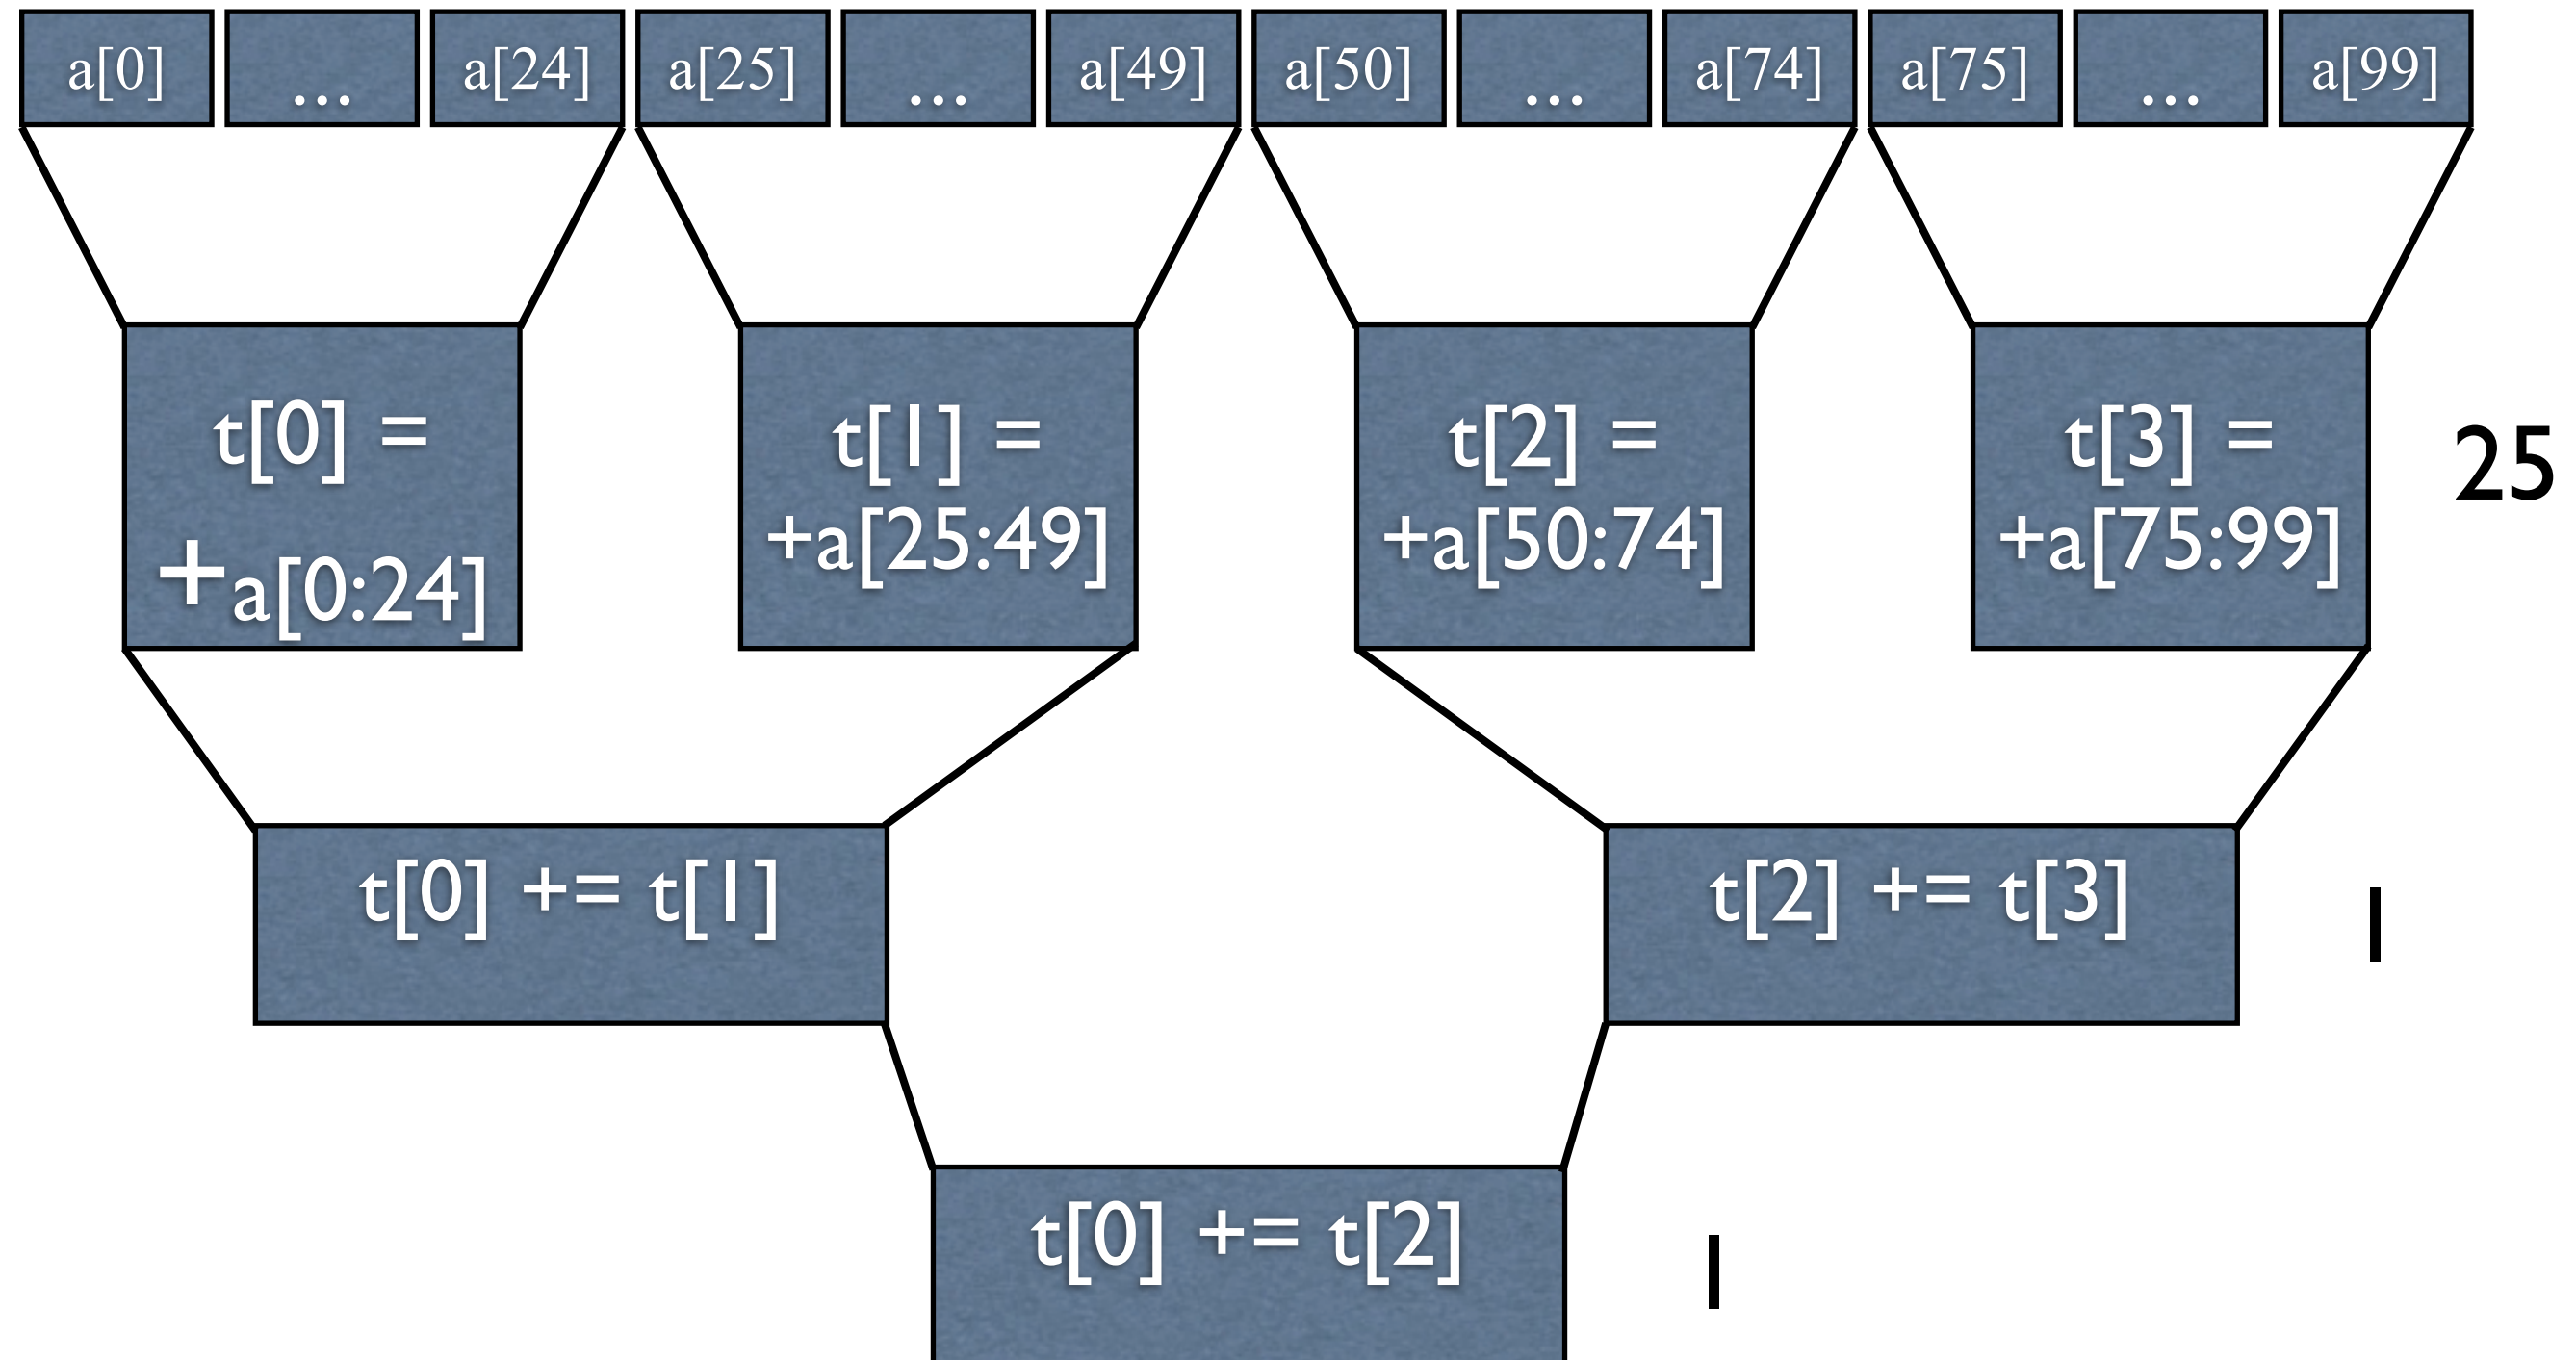 a[0] ... a[24] a[25] ... a[49] a[50] ... a[74] a[75] ... a[99]
t[0] =
+a[0:24]
t[1] =
+a[25:49]
t[2] =
+a[50:74]
t[3] =
+a[75:99]
25
t[0] += t[1]
t[2] += t[3]
1
t[0] += t[2]
1